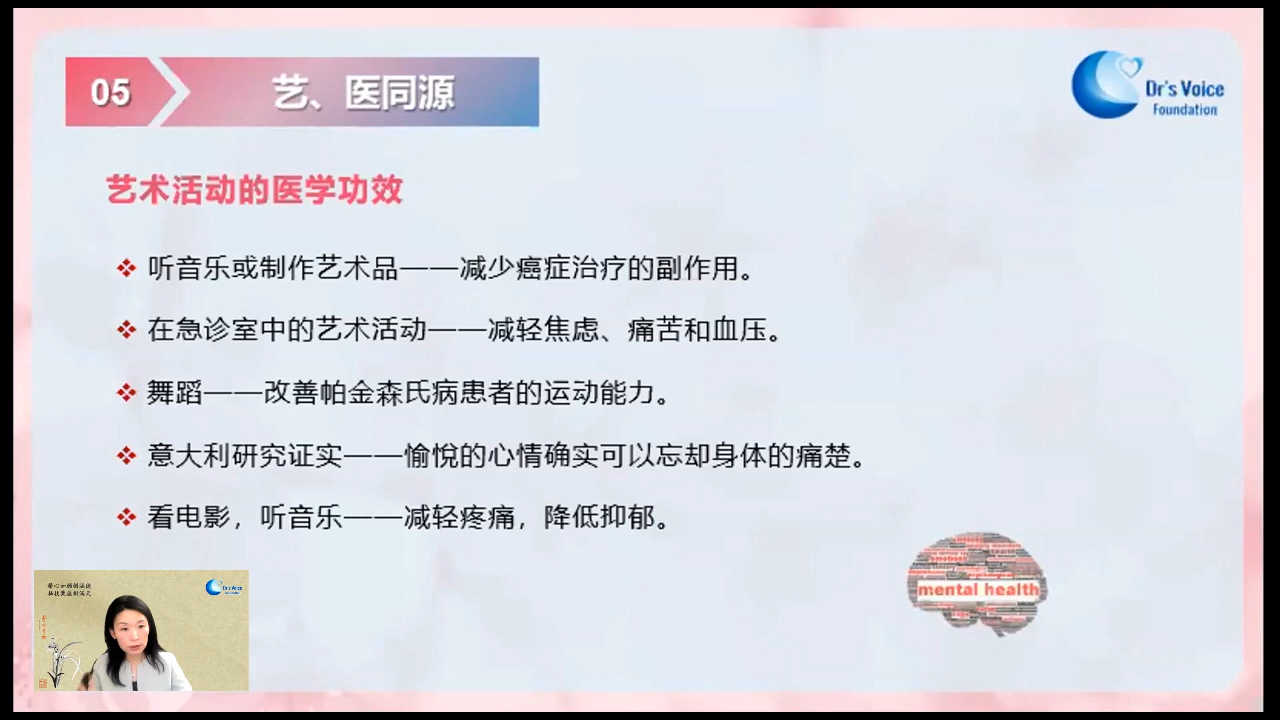 05
艺、医同源
Dr's Voice
Foundation
艺术活动的医学功效
听音乐或制作艺术品——减少癌症治疗的副作用。
在急诊室中的艺术活动——减轻焦虑、痛苦和血压。
舞蹈——改善帕金森氏病患者的运动能力。
意大利研究证实——愉悅的心情确实可以忘却身体的痛楚。
看电影，听音乐——减轻疼痛，降低抑郁。
mental health
Dr's Voice